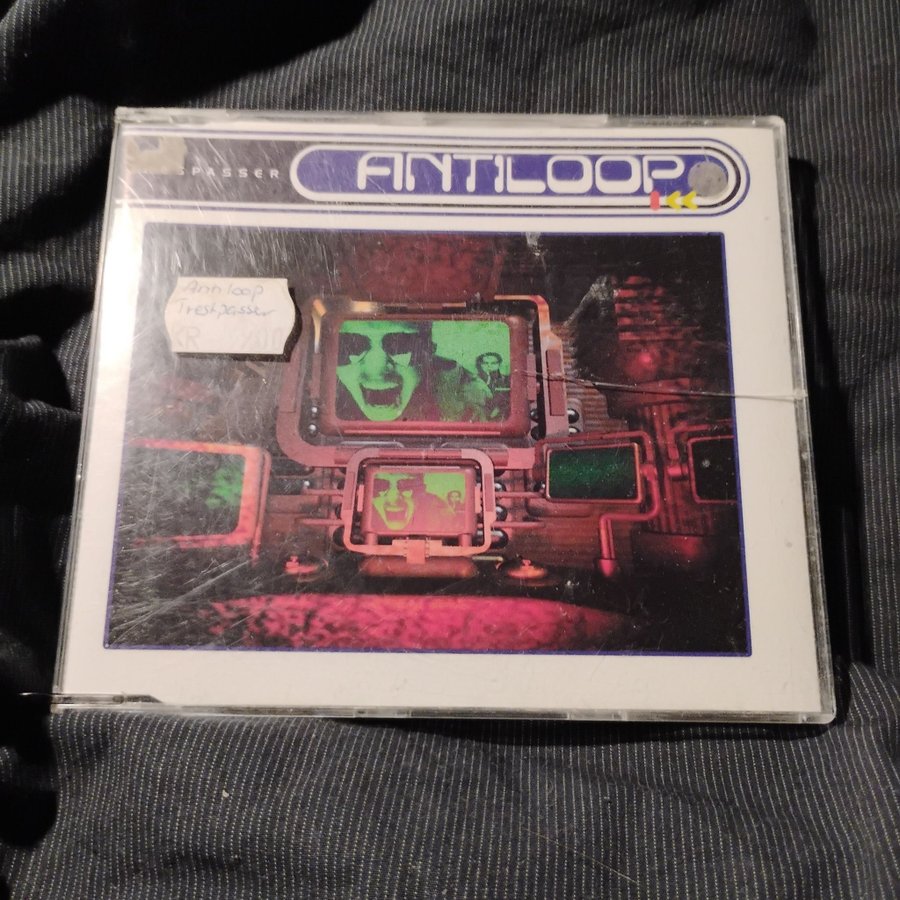 SPASSER
ANTILOOP
Antiloop
Trespasser
KR